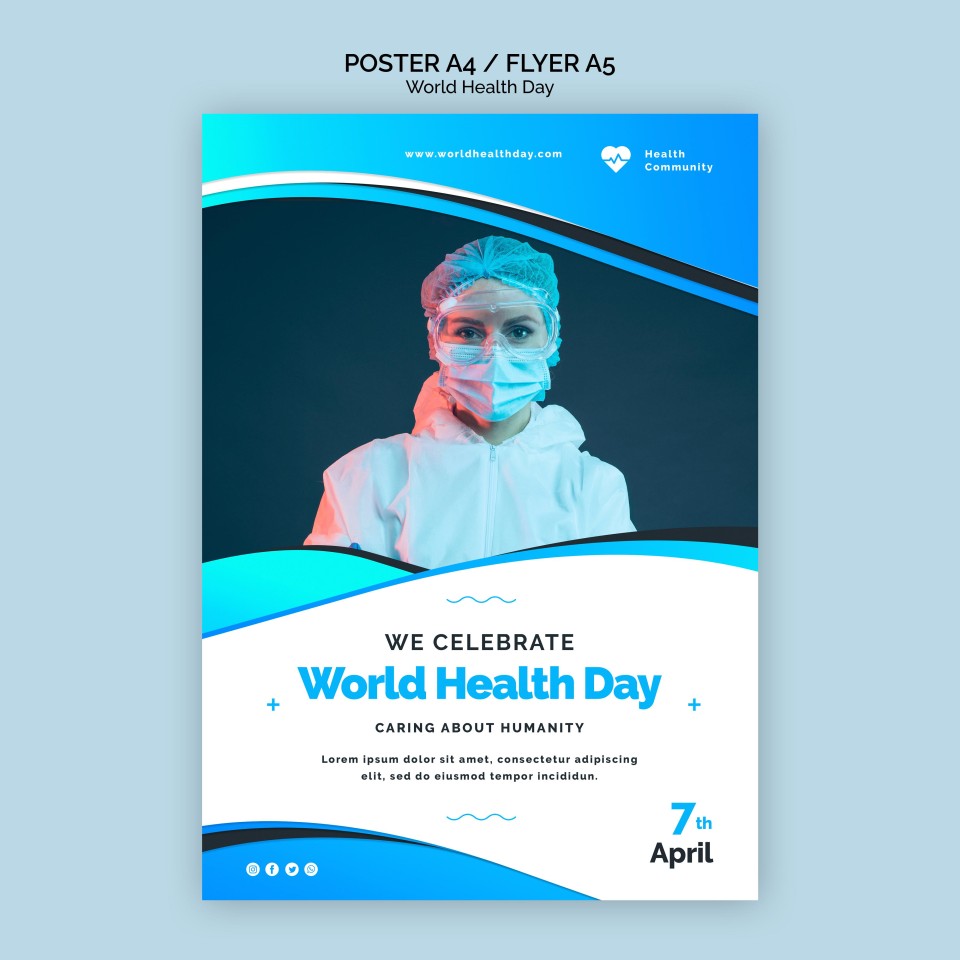 POSTER A4 / FLYER A5
World Health Day
www.worldhealthday.com
Health
Community
WE CELEBRATE
World Health Day
CARING ABOUT HUMANITY
Lorem ipsum dolor sit amet, consectetur adipiscing
elit, sed do eiusmod tempor incididun.
7th
April